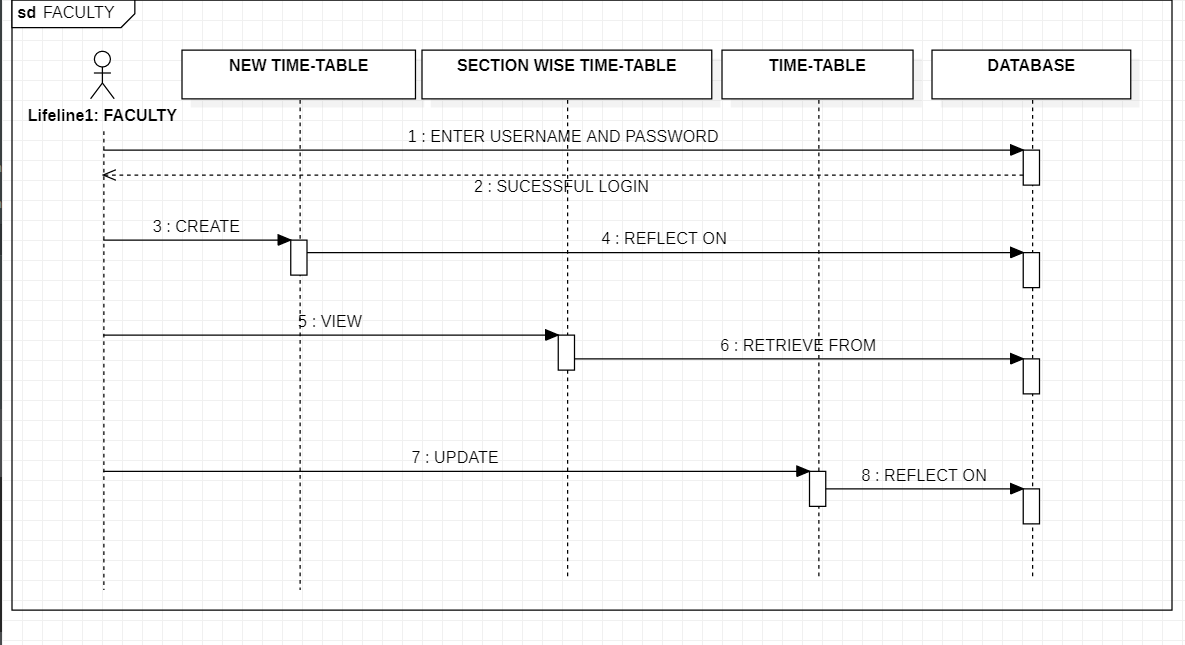 sd FACULTY
NEW TIME-TABLE
SECTION WISE TIME-TABLE
TIME-TABLE
DATABASE
Lifeline1: FACULTY
1 : ENTER USERNAME AND PASSWORD
2 : SUCESSFUL LOGIN
3 : CREATE
4 : REFLECT ON
5 : VIEW
6 : RETRIEVE FROM
7 : UPDATE
8 : REFLECT ON